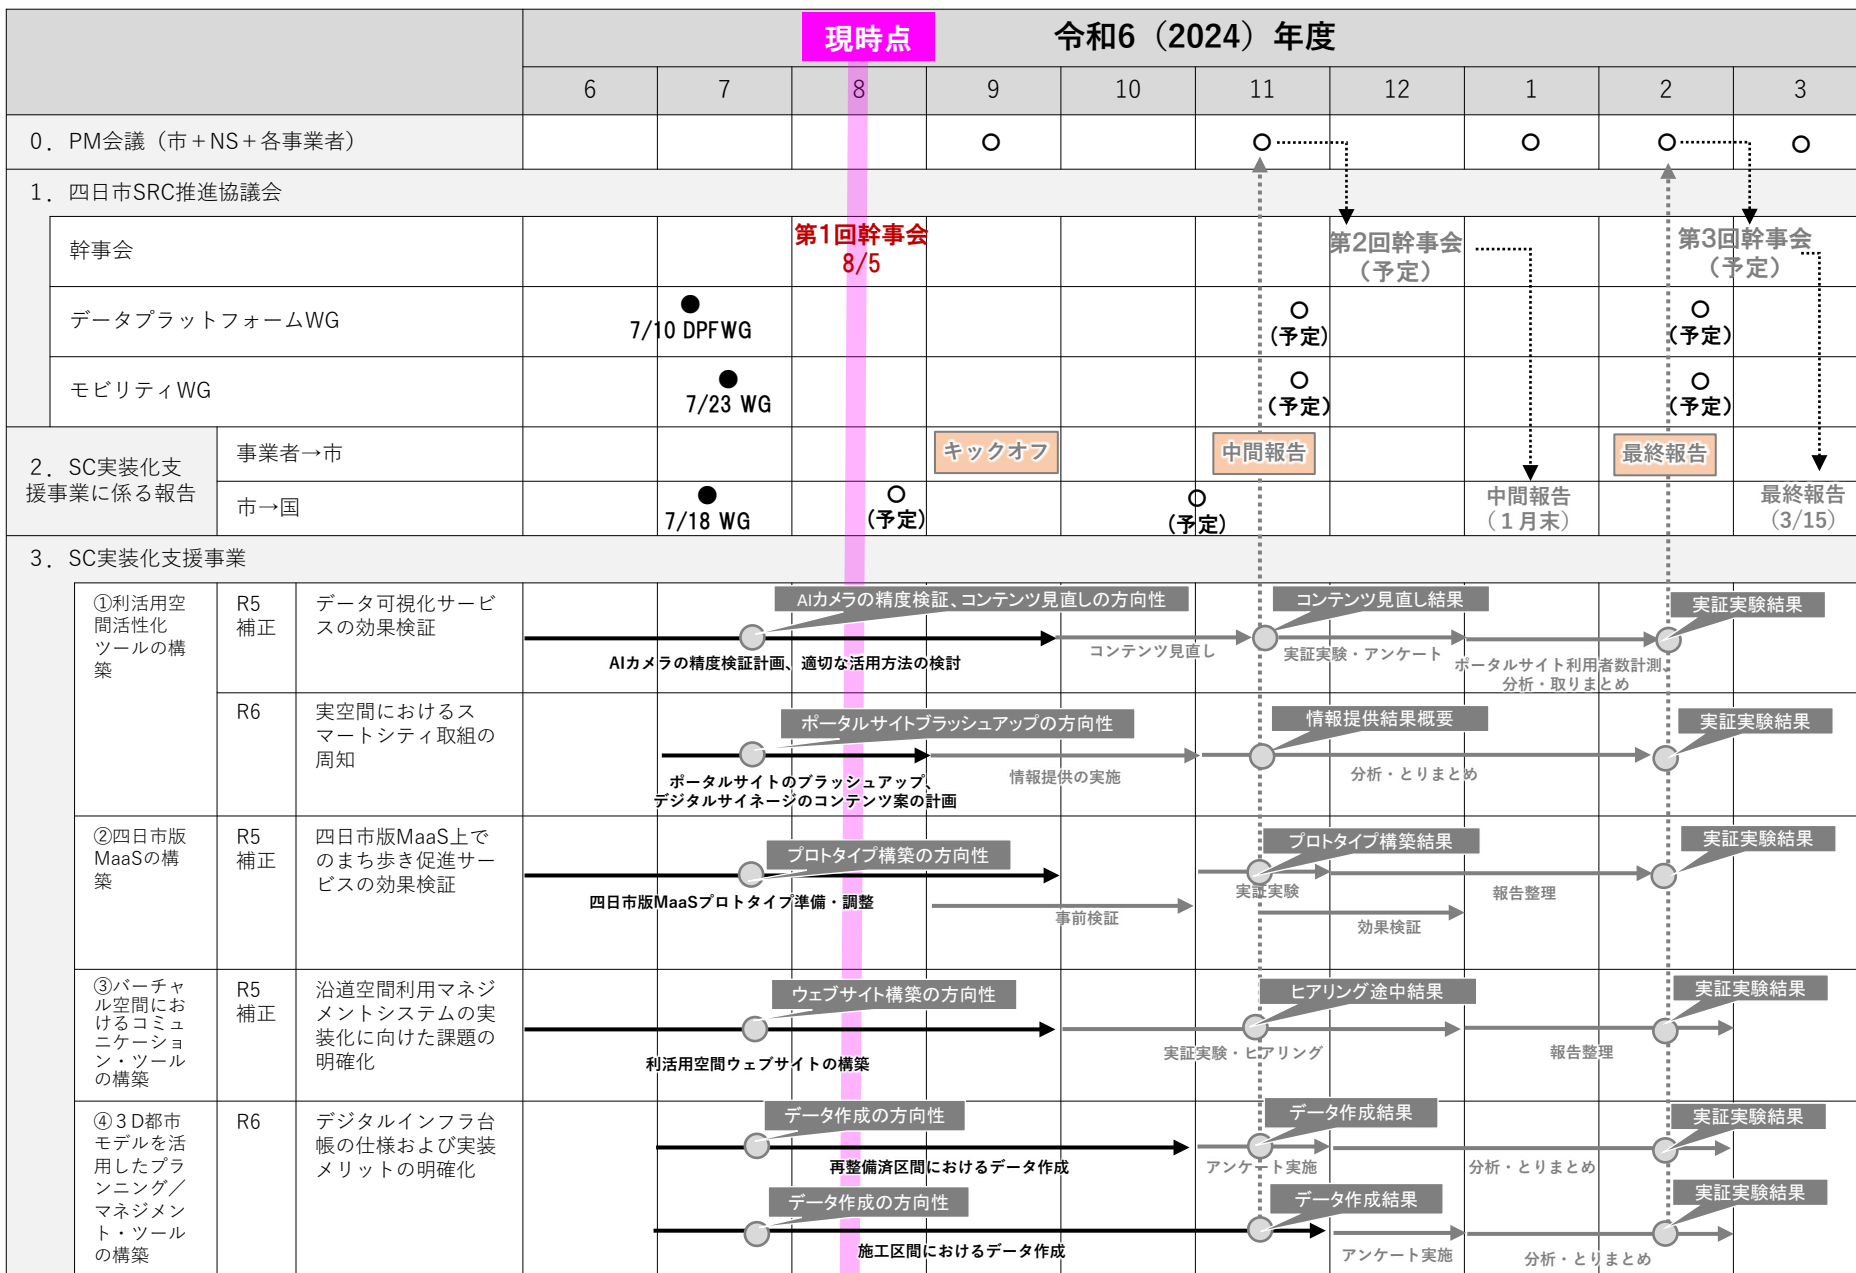 現時点
令和6（2024）年度
6 7 8 9 10 11 12 1 2 3
0．PM会議（市＋NS＋各事業者）
1．四日市SRC推進協議会
幹事会
第1回幹事会
8/5
第2回幹事会
（予定）
第3回幹事会
（予定）
データプラットフォームWG
7/10 DPFWG
（予定）
（予定）
モビリティWG
7/23 WG
（予定）
（予定）
2．SC実装化支
援事業に係る報告
事業者→市
キックオフ
中間報告
最終報告
市→国
7/18 WG
（予定）
（予定）
中間報告
（１月末）
最終報告
（3/15）
3．SC実装化支援事業
①利活用空
間活性化
ツールの構
築
R5
補正
データ可視化サービ
スの効果検証
AIカメラの精度検証、コンテンツ見直しの方向性
コンテンツ見直し結果
実証実験結果
AIカメラの精度検証計画、適切な活用方法の検討
コンテンツ見直し
実証実験・アンケート
ポータルサイト利用者数計測、
分析・取りまとめ
R6
実空間におけるス
マートシティ取組の
周知
ポータルサイトブラッシュアップの方向性
情報提供結果概要
実証実験結果
ポータルサイトのブラッシュアップ、
デジタルサイネージのコンテンツ案の計画
情報提供の実施
分析・とりまとめ
②四日市版
MaaSの構
築
R5
補正
四日市版MaaS上で
のまち歩き促進サー
ビスの効果検証
プロトタイプ構築の方向性
プロトタイプ構築結果
実証実験結果
四日市版MaaSプロトタイプ準備・調整
事前検証
実証実験
効果検証
報告整理
③バーチャ
ル空間にお
けるコミュ
ニケーショ
ン・ツール
の構築
R5
補正
沿道空間利用マネジ
メントシステムの実
装化に向けた課題の
明確化
ウェブサイト構築の方向性
ヒアリング途中結果
実証実験結果
利活用空間ウェブサイトの構築
実証実験・ヒアリング
報告整理
④３D都市
モデルを活
用したプラ
ンニング／
マネジメン
ト・ツール
の構築
R6
デジタルインフラ台
帳の仕様および実装
メリットの明確化
データ作成の方向性
データ作成結果
実証実験結果
再整備済区間におけるデータ作成
アンケート実施
分析・とりまとめ
データ作成の方向性
データ作成結果
実証実験結果
施工区間におけるデータ作成
アンケート実施
分析・とりまとめ